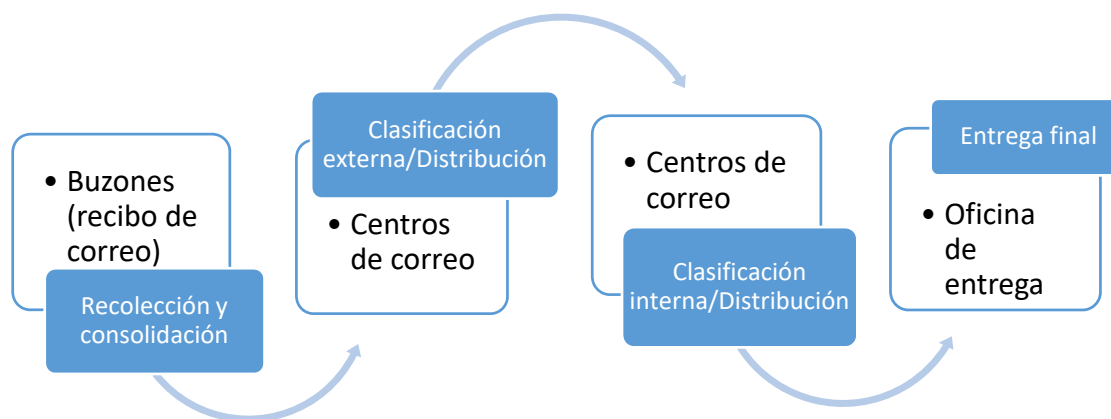 • Buzones
(recibo de
correo)
Recolección y
consolidación
Clasificación
externa/Distribución
• Centros
de correo
• Centros de
correo
Clasificación
interna/Distribución
Entrega final
• Oficina
de
entrega